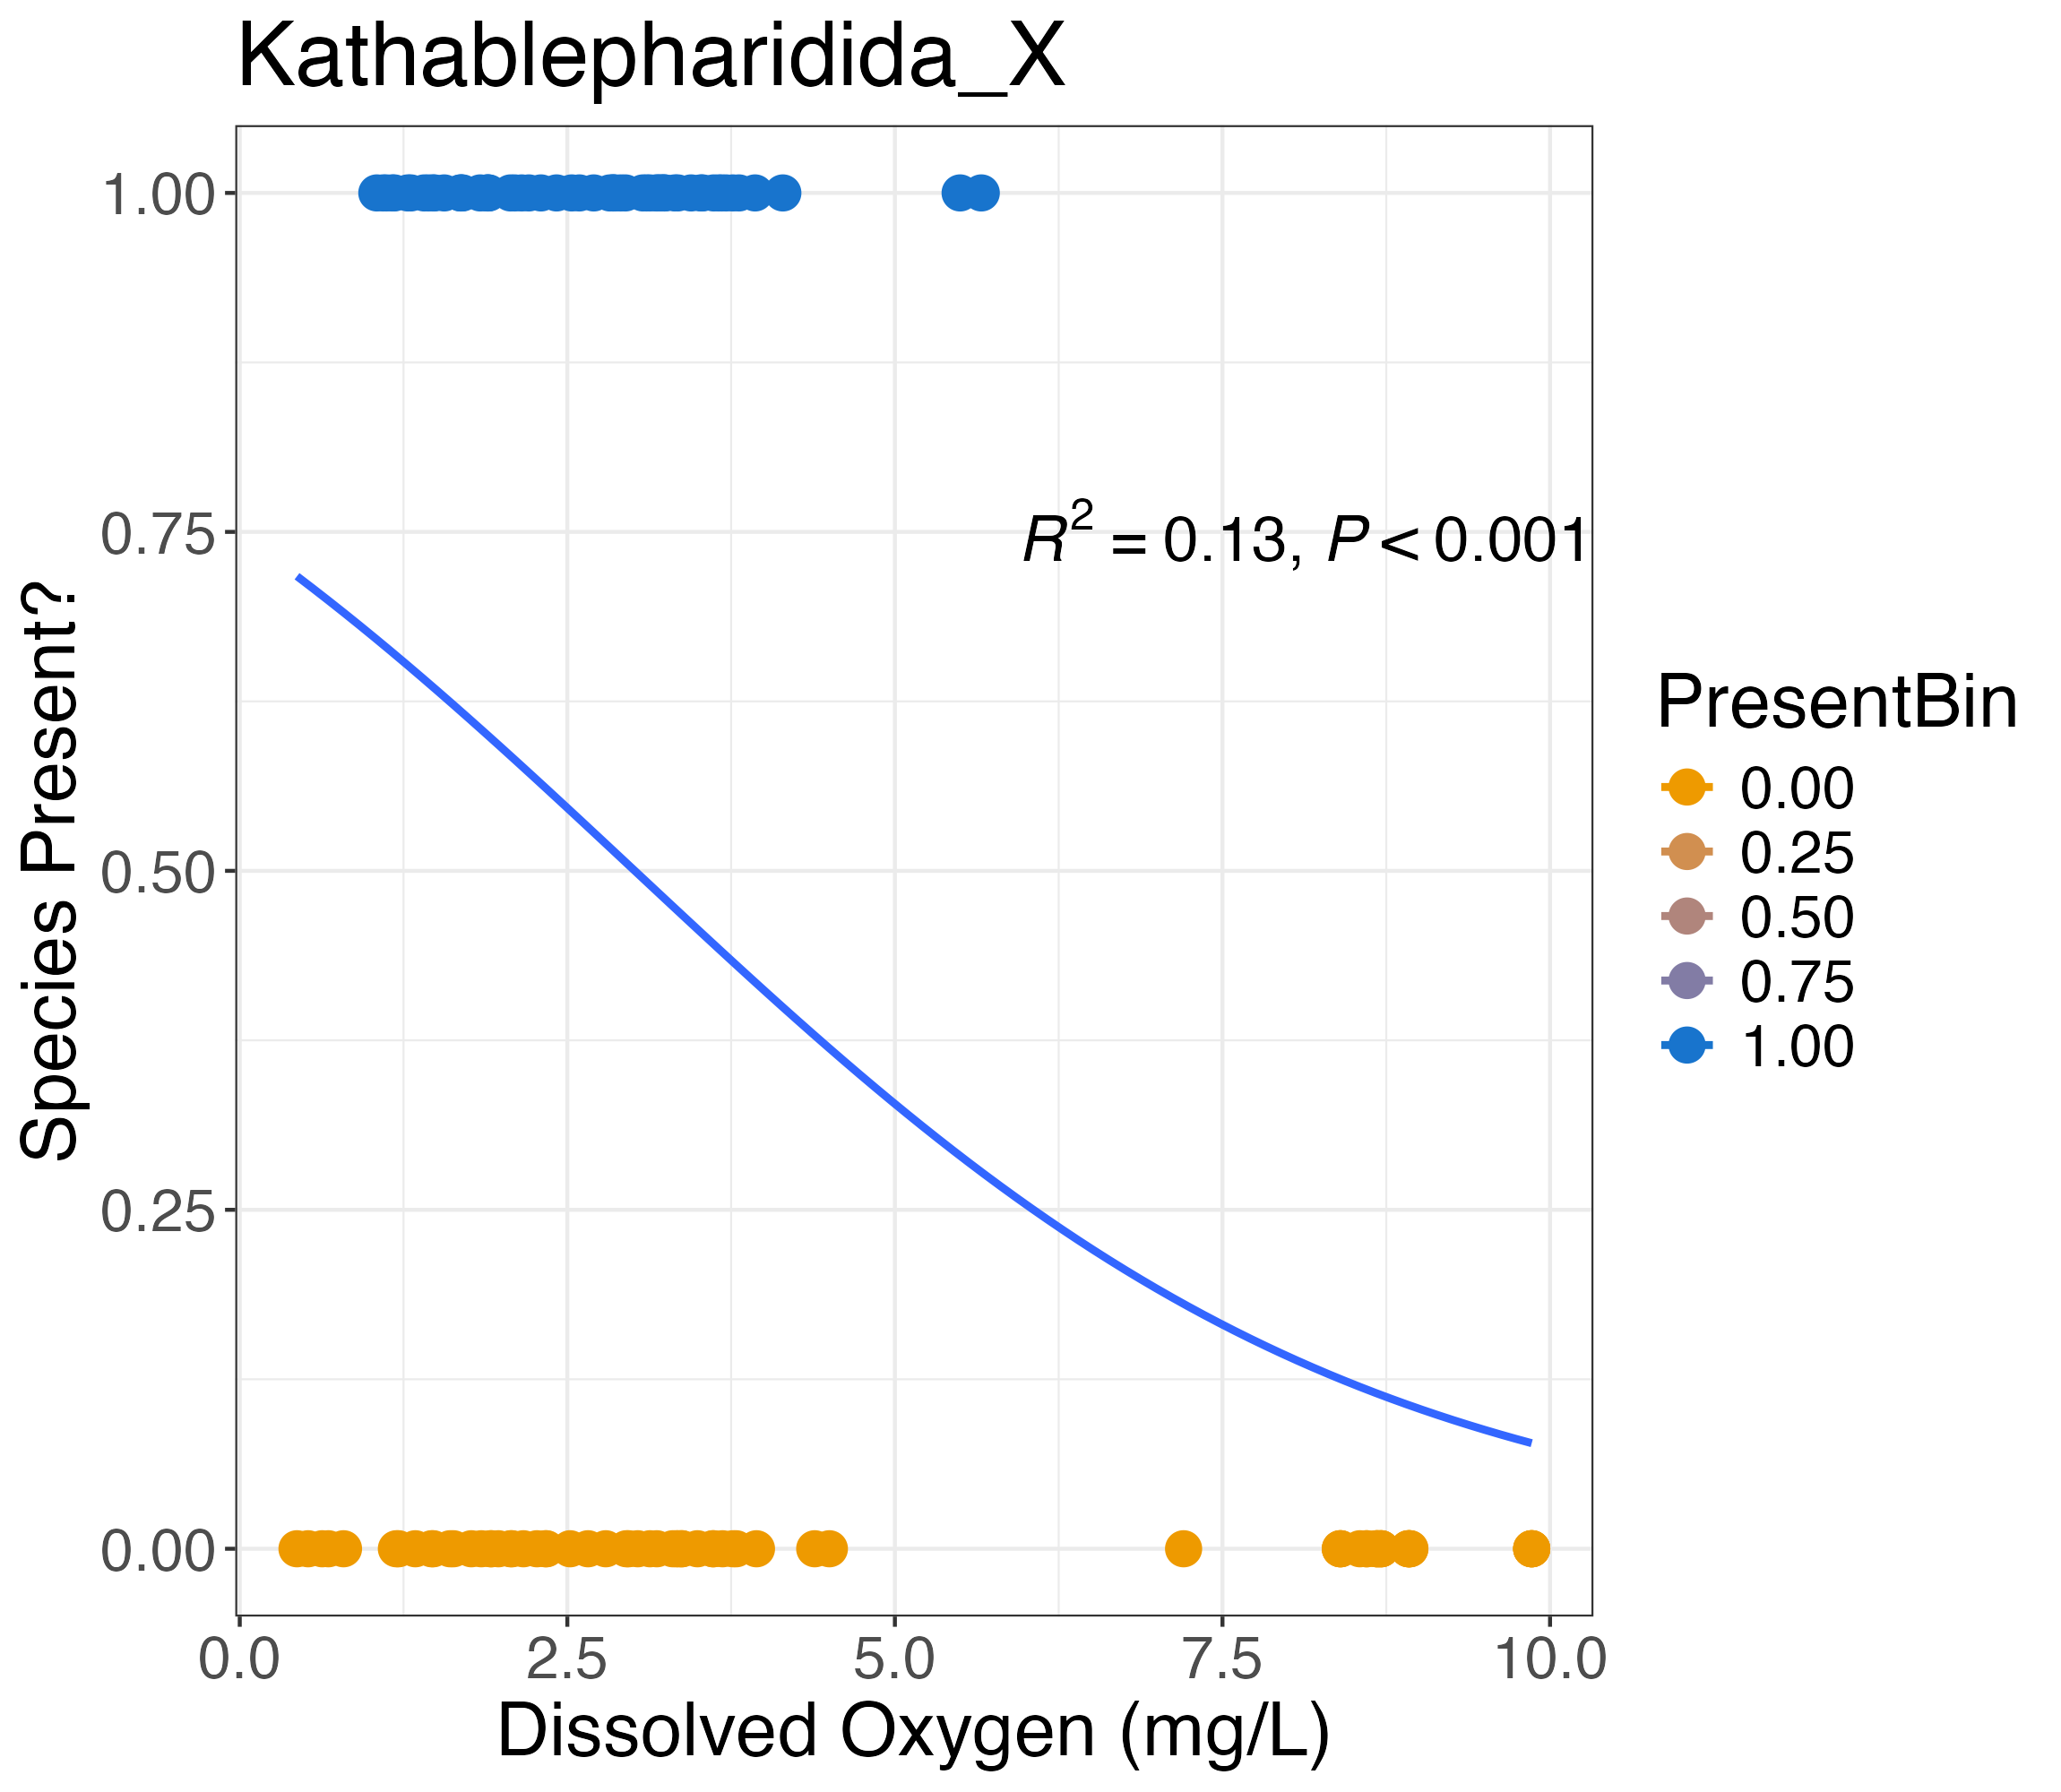 Kathablepharidida_X
1.00
0.75
0.50
0.25
0.00
Species Present?
R2 = 0.13, P < 0.001
0.0 2.5 5.0 7.5 10.0
Dissolved Oxygen (mg/L)
PresentBin
0.00
0.25
0.50
0.75
1.00